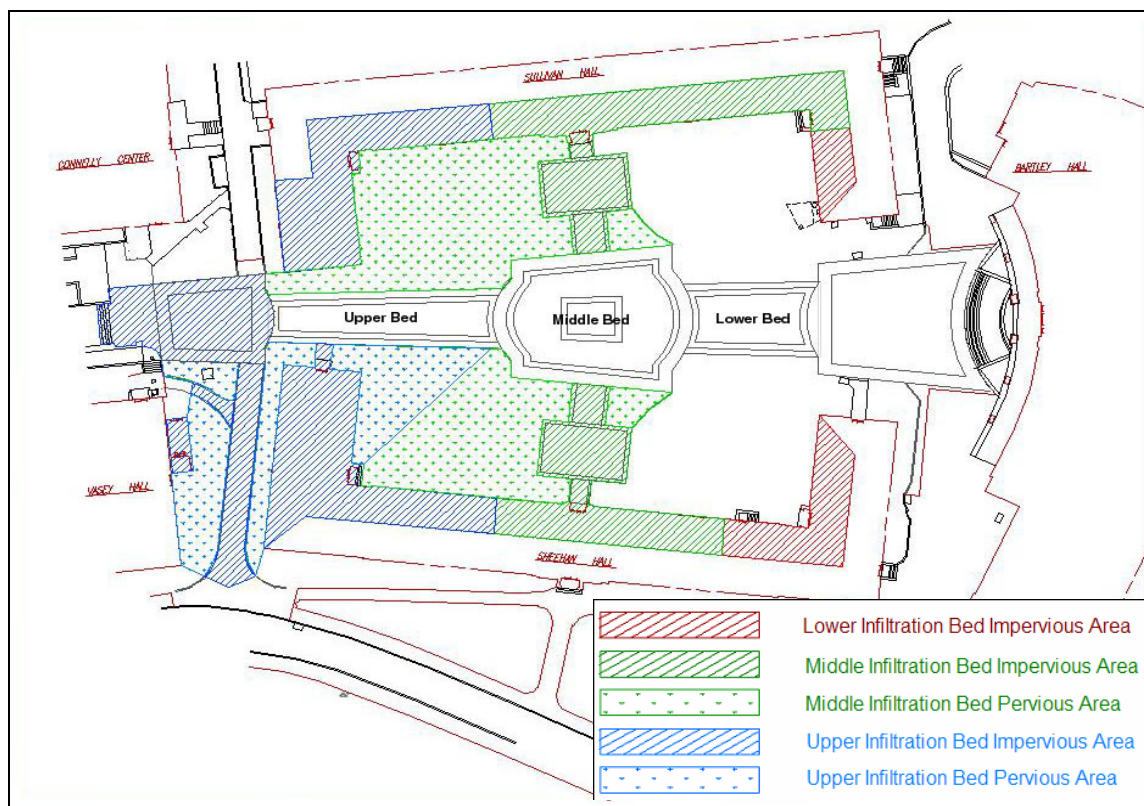 SULLIVAN HALL
CONNELLY CENTER
BARTLEY HALL
Upper Bed
Middle Bed
Lower Bed
VASEY HALL
SHEEHAN HALL
Lower Infiltration Bed Impervious Area
Middle Infiltration Bed Impervious Area
Middle Infiltration Bed Pervious Area
Upper Infiltration Bed Impervious Area
Upper Infiltration Bed Pervious Area